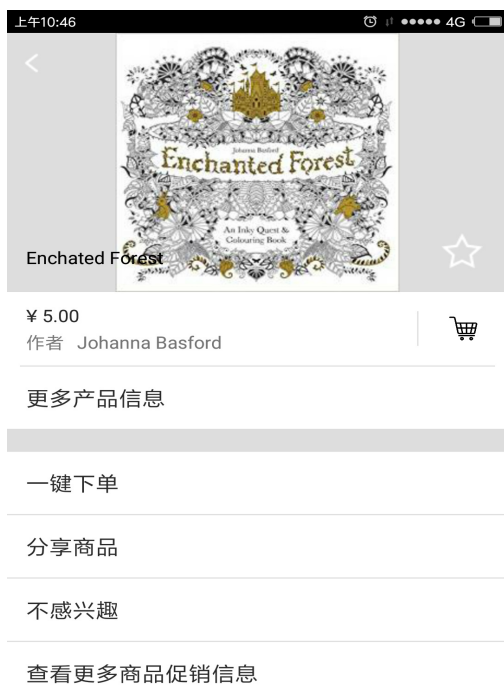 上午10:46 4G
Johanna Basford
Enchanted Forest
An Inky Quest &
Colouring Book
Enchated Forest
¥ 5.00
作者 Johanna Basford
更多产品信息
一键下单
分享商品
不感兴趣
查看更多商品促销信息